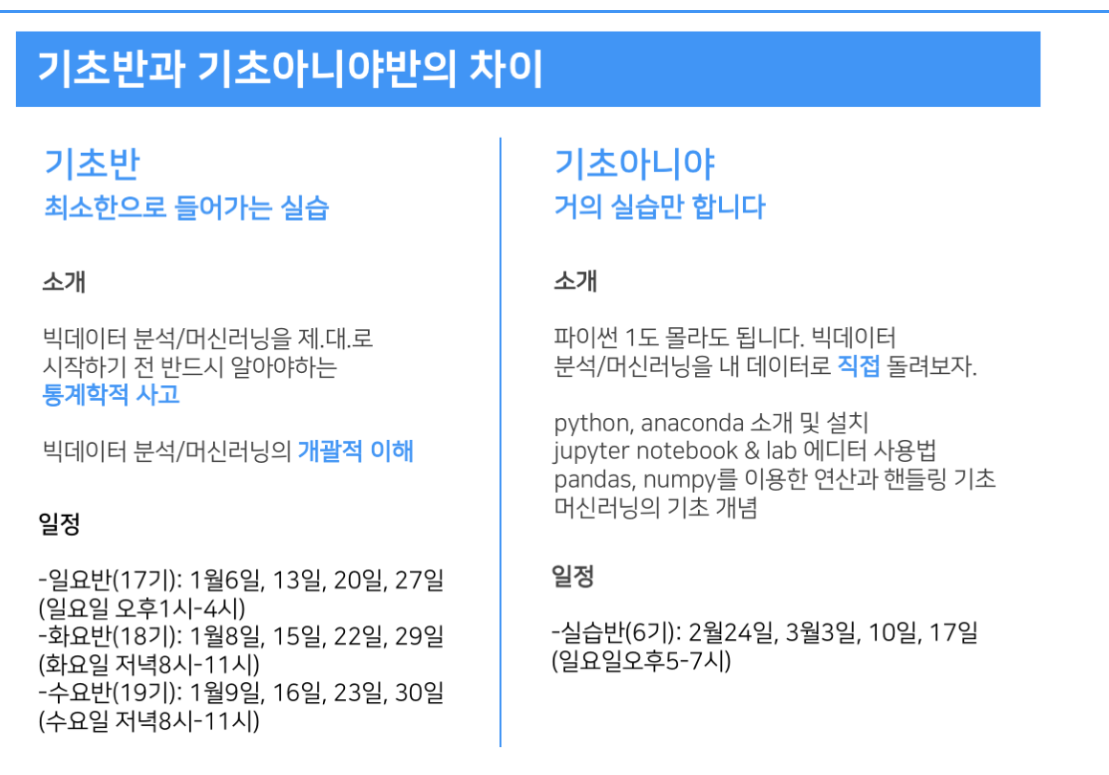 기초반과 기초아니야반의 차이
기초반
최소한으로 들어가는 실습
소개
빅데이터 분석/머신러닝을 제.대.로
시작하기 전 반드시 알아야하는
통계학적 사고
빅데이터 분석/머신러닝의 개괄적 이해
일정
-일요반(17기): 1월6일, 13일, 20일, 27일
(일요일 오후1시-4시)
-화요반(18기): 1월8일, 15일, 22일, 29일
(화요일 저녁8시-11시)
-수요반(19기): 1월9일, 16일, 23일, 30일
(수요일 저녁8시-11시)
기초아니야
거의 실습만 합니다
소개
파이썬 1도 몰라도 됩니다. 빅데이터
분석/머신러닝을 내 데이터로 직접 돌려보자.
python, anaconda 소개 및 설치
jupyter notebook & lab 에디터 사용법
pandas, numpy를 이용한 연산과 핸들링 기초
머신러닝의 기초 개념
일정
-실습반(6기): 2월24일, 3월3일, 10일, 17일
(일요일오후5-7시)